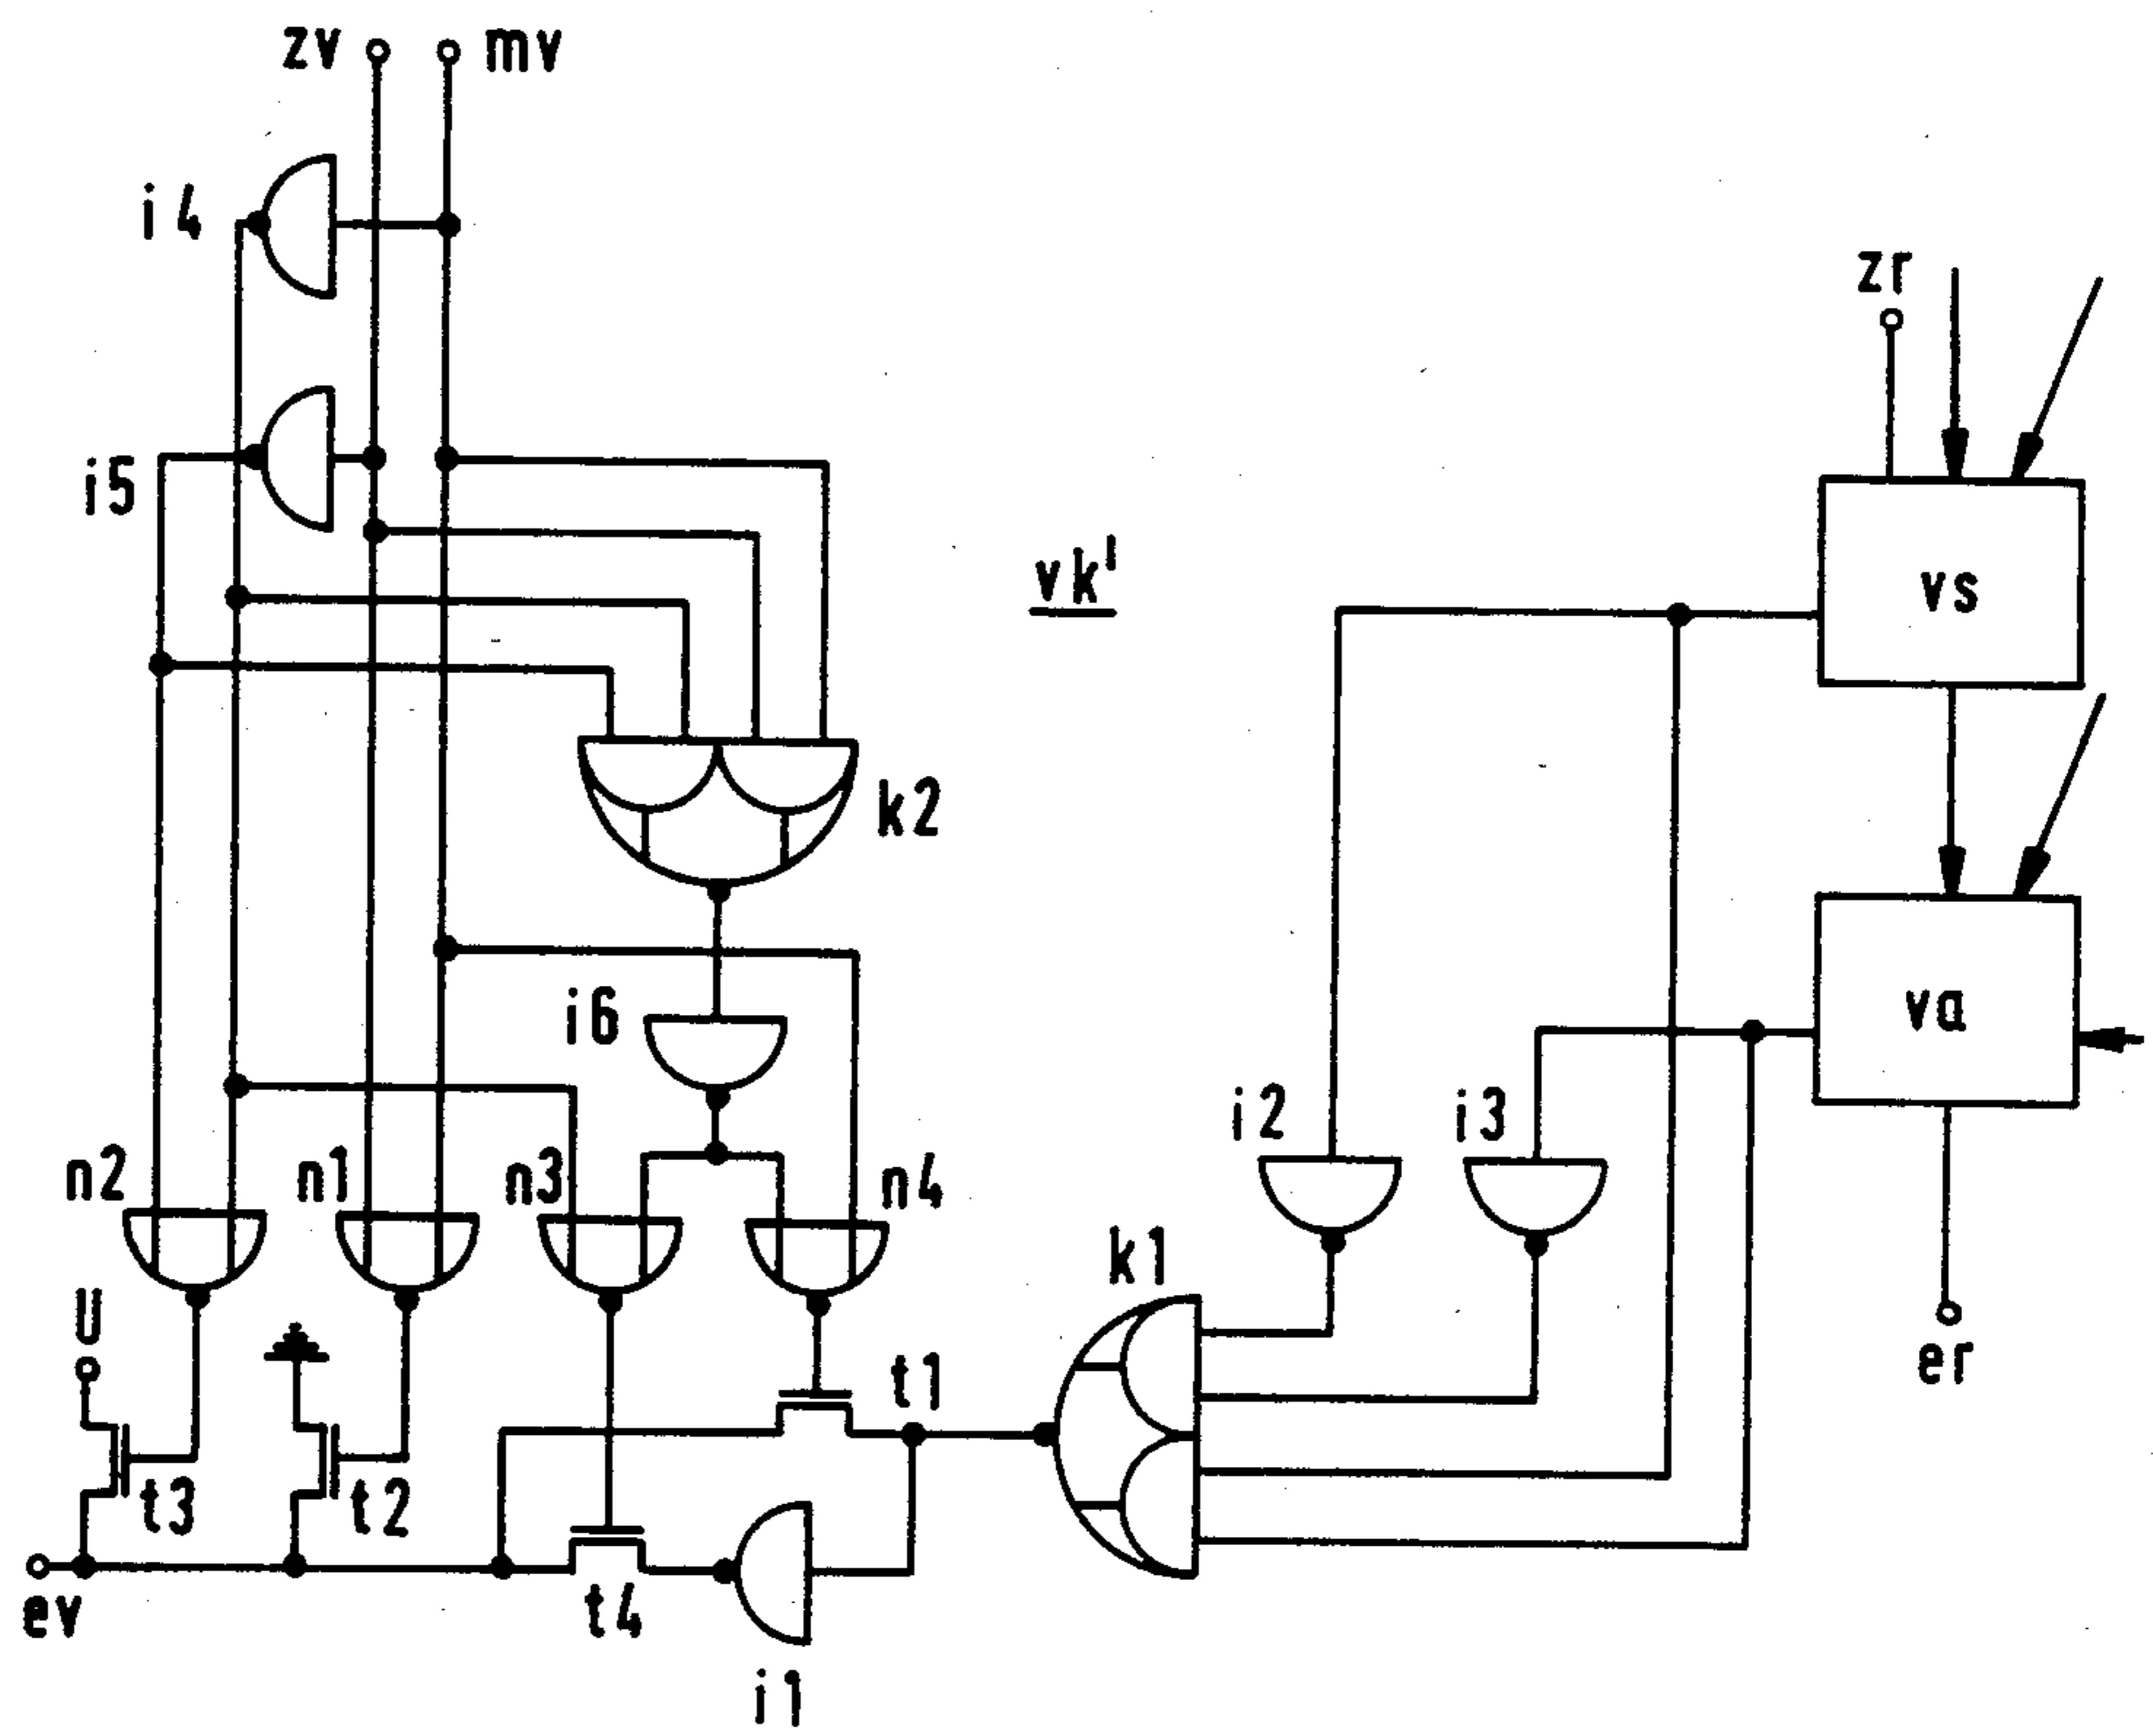 zv mv
i4
zr
i5
vk'
vs
k2
i6
va
i2 i3
n2 n1 n3 n4
k1
U
t1
er
t3 t2
ev
t4
i1